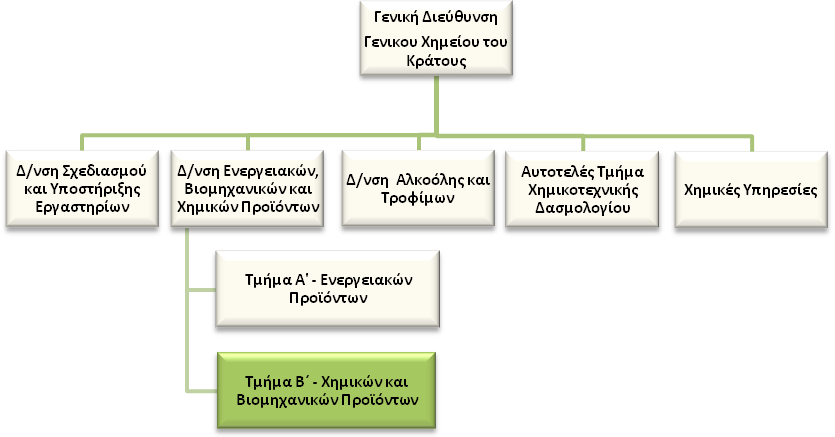 Γενική Διεύθυνση
Γενικου Χημείου του
Κράτους
Δ/νση Σχεδιασμού
και Υποστήριξης
Εργαστηρίων
Δ/νση Ενεργειακών,
Βιομηχανικών και
Χημικών Προϊόντων
Δ/νση Αλκοόλης και
Τροφίμων
Αυτοτελές Τμήμα
Χημικοτεχνικής
Δασμολογίου
Χημικές Υπηρεσίες
Τμήμα Α' - Ενεργειακών
Προϊόντων
Τμήμα Β΄ - Χημικών και
Βιομηχανικών Προϊόντων